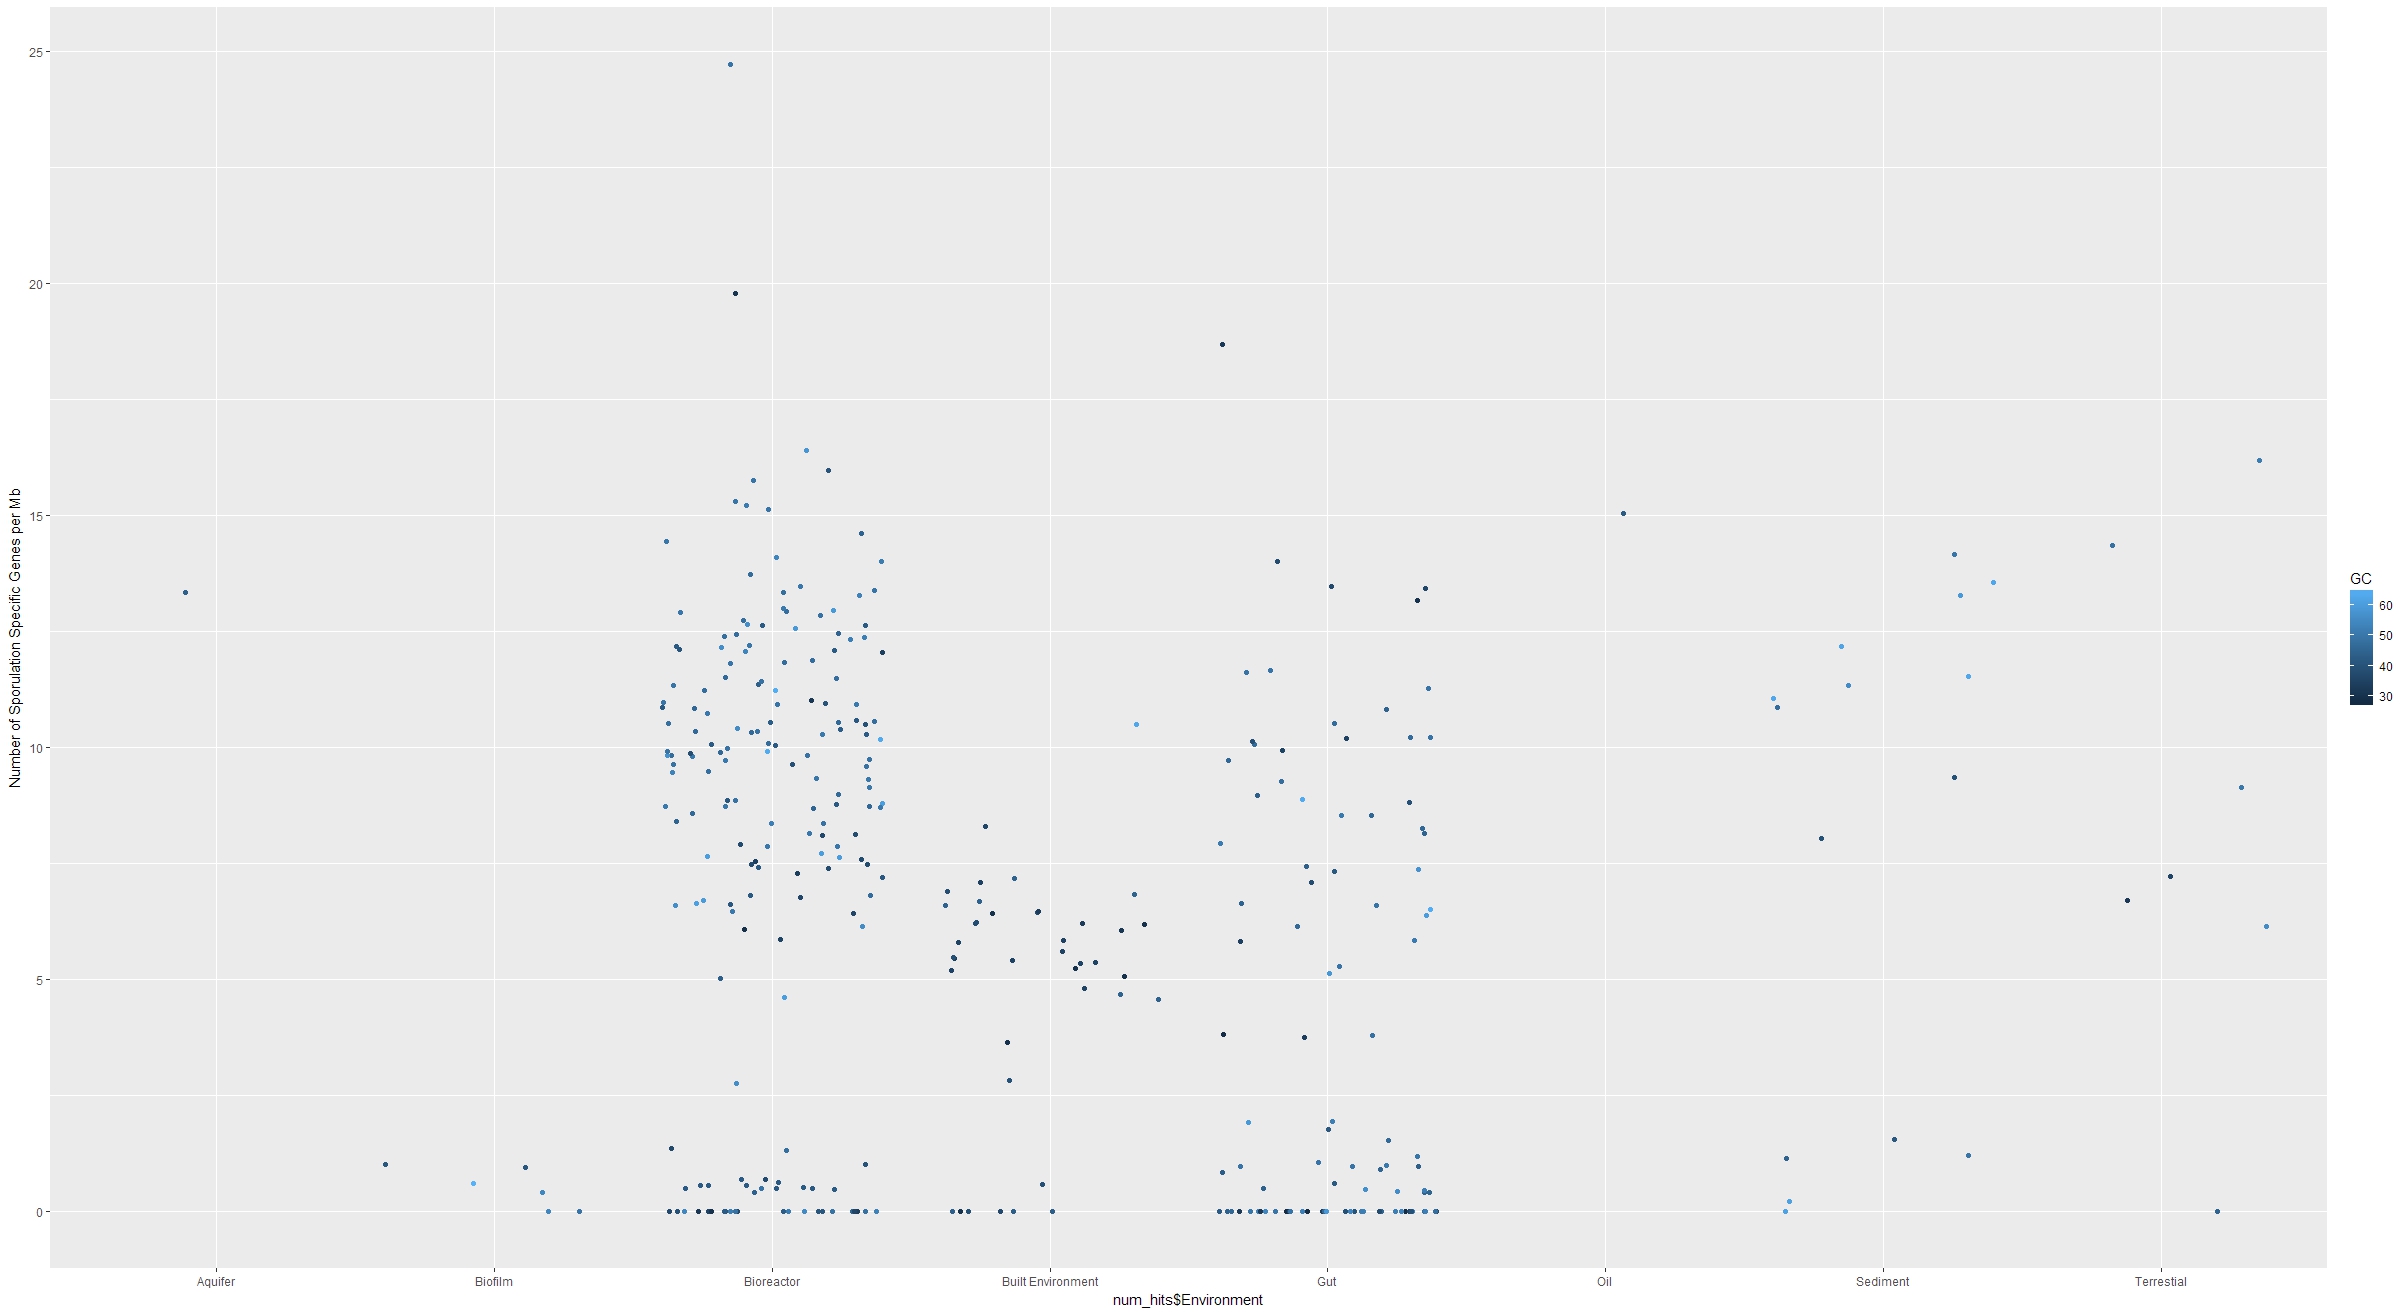 25
20
15
10
5
0
Number of Sporulation Specific Genes per Mb
Aquifer
Biofilm
Bioreactor
Built Environment
Gut
Oil
Sediment
Terrestial
num_hits$Environment
GC
60
50
40
30